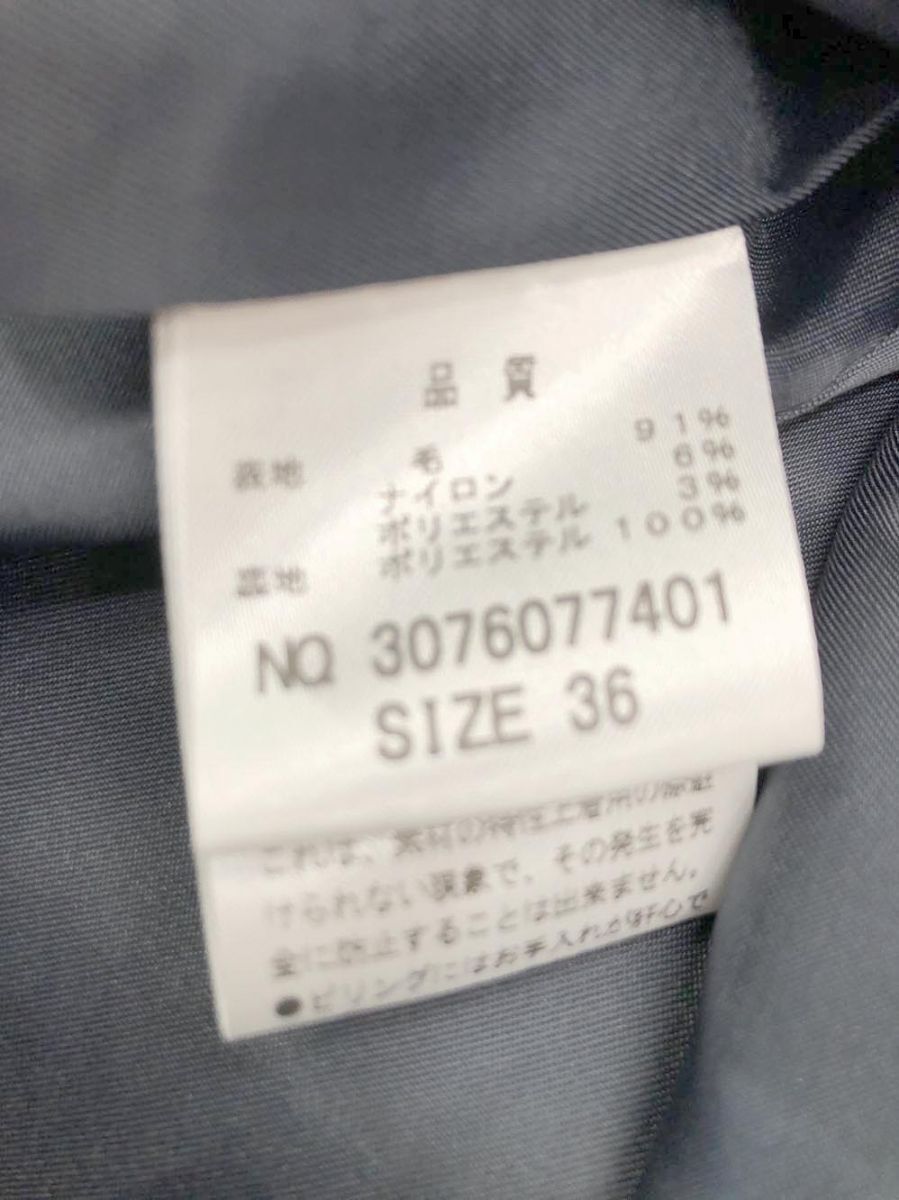 品質
表地 毛 91%
ナイロン 6%
ポリエステル 3%
裏地 ポリエステル 100%
NO 3076077401
SIZE 36
これは、素材の特性上着用の摩擦
けられない現象で、その発生を完
全に防止することは出来ません。
●ピリングにはお手入れが肝心で